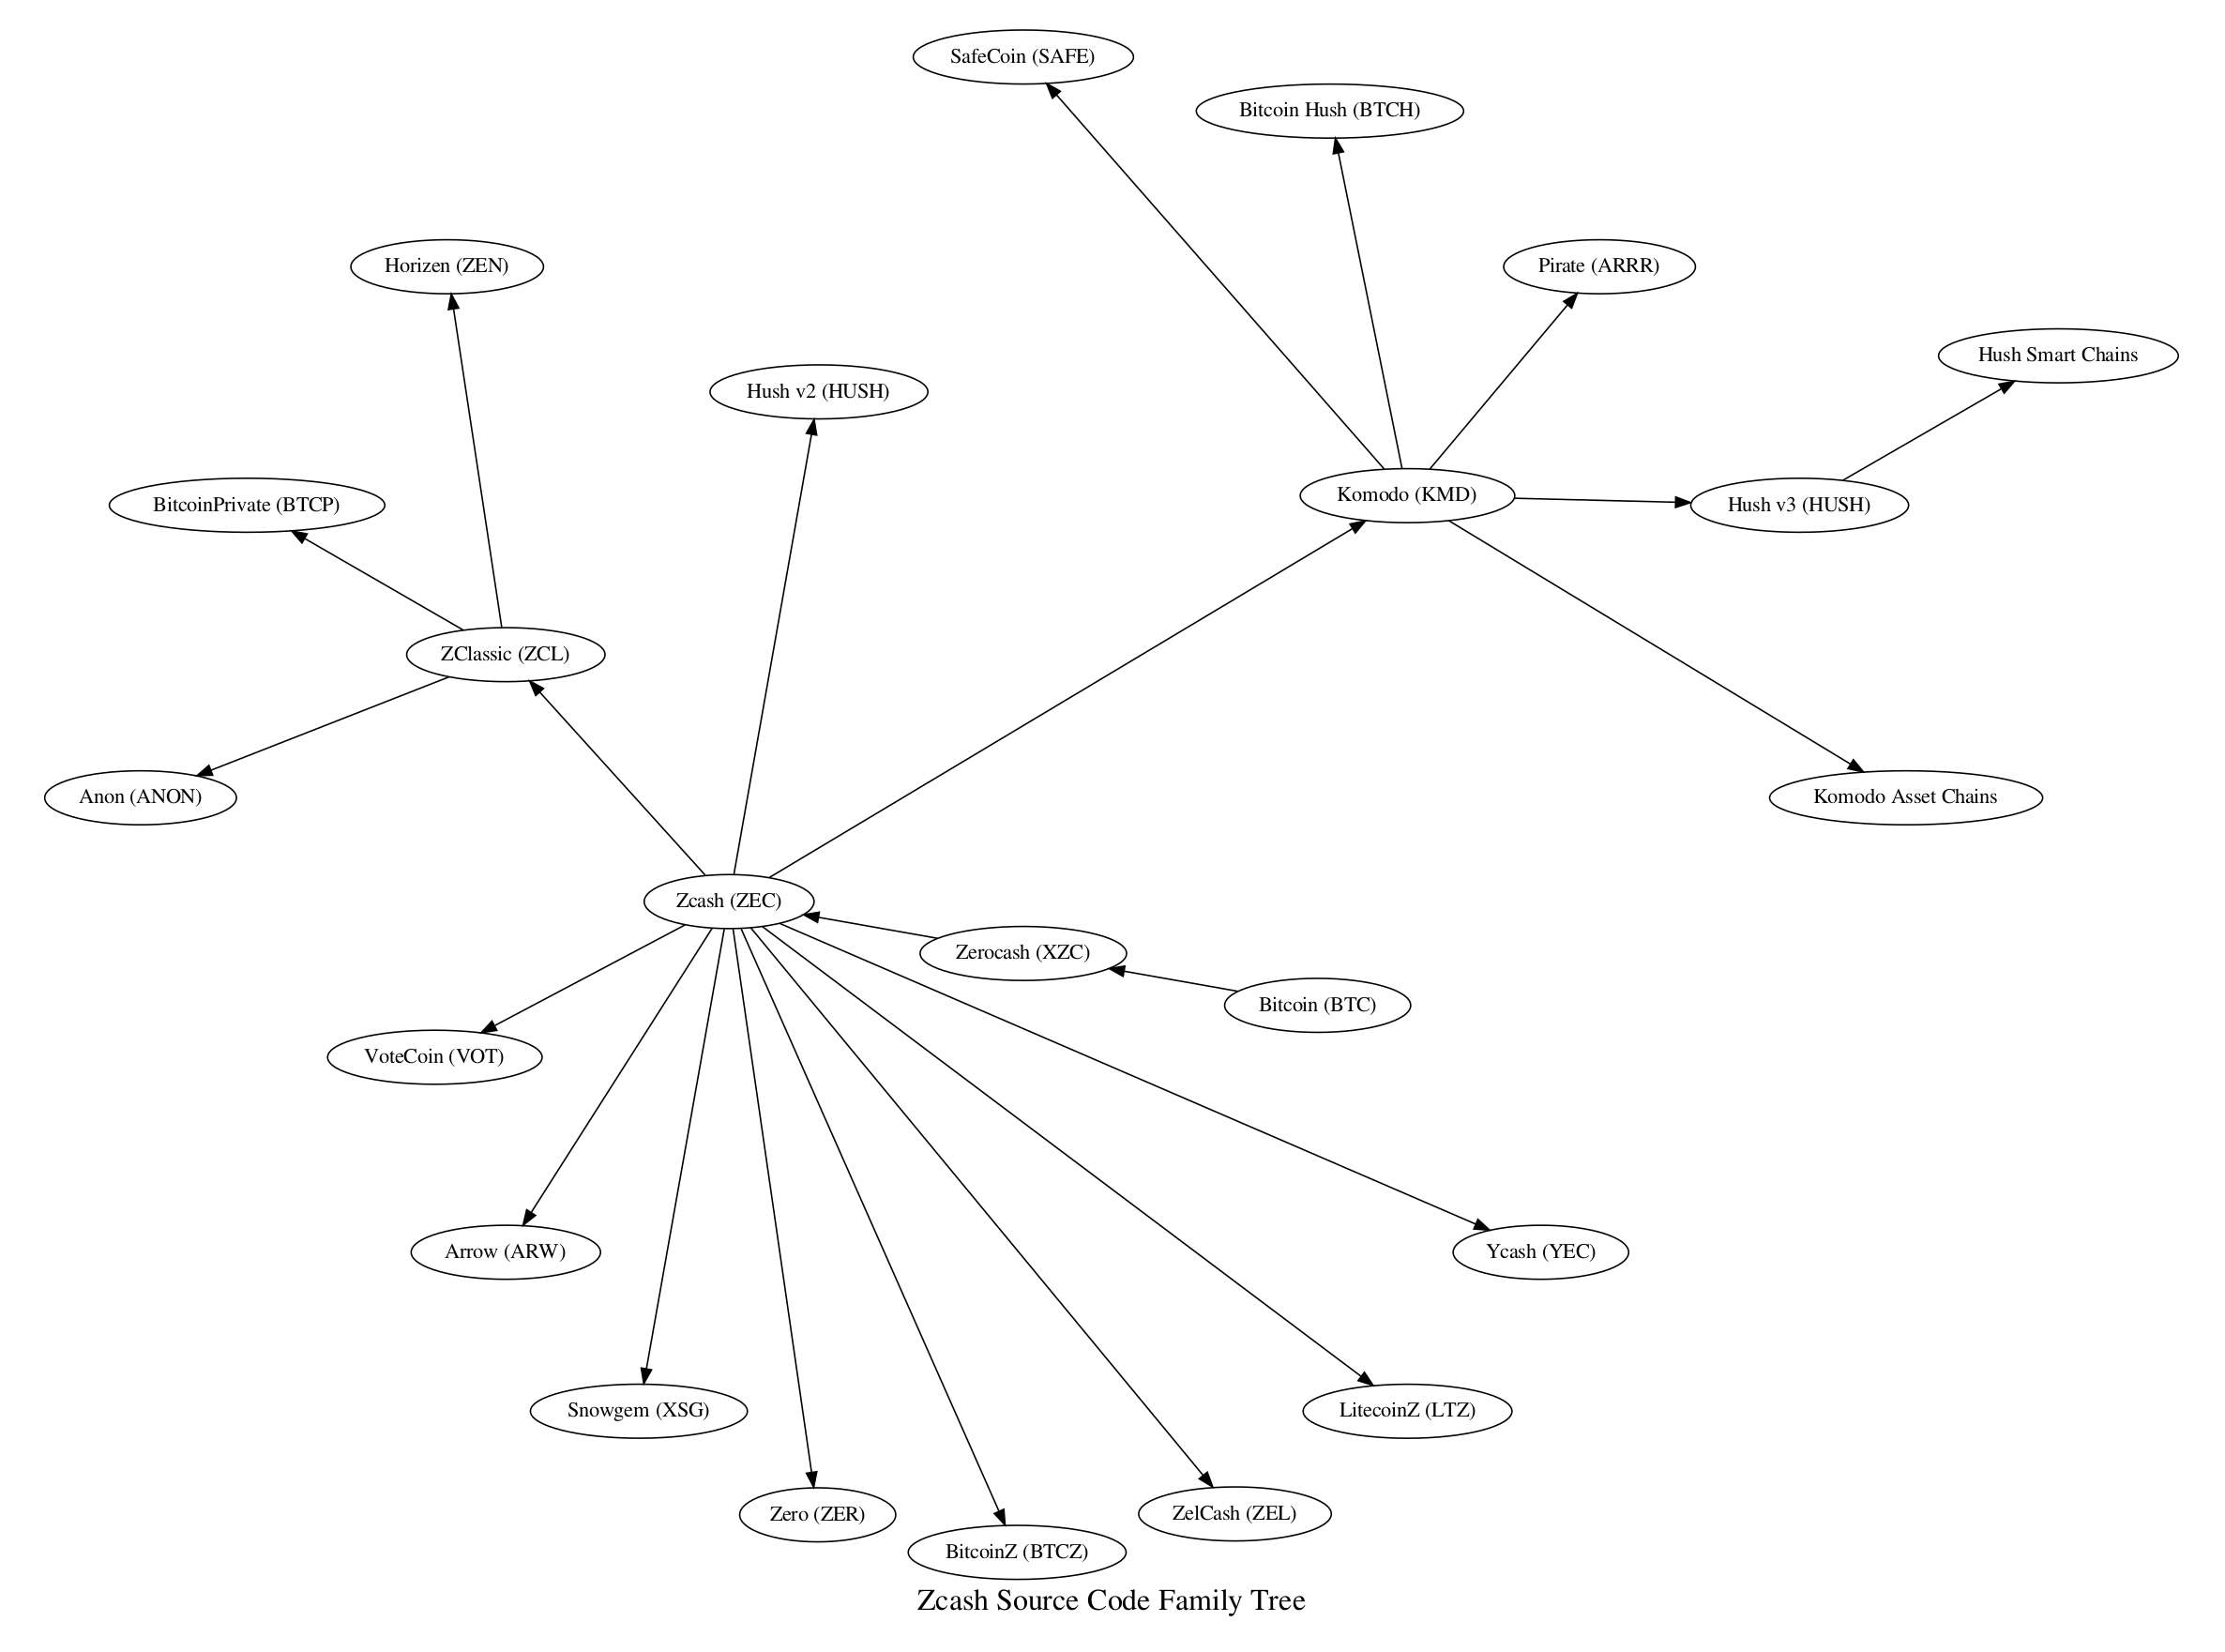 SafeCoin (SAFE)
Bitcoin Hush (BTCH)
Horizen (ZEN)
Pirate (ARRR)
Hush Smart Chains
Hush v2 (HUSH)
Komodo (KMD)
BitcoinPrivate (BTCP)
Hush v3 (HUSH)
ZClassic (ZCL)
Anon (ANON)
Komodo Asset Chains
Zcash (ZEC)
Zerocash (XZC)
Bitcoin (BTC)
VoteCoin (VOT)
Arrow (ARW)
Ycash (YEC)
Snowgem (XSG)
LitecoinZ (LTZ)
Zero (ZER)
ZelCash (ZEL)
BitcoinZ (BTCZ)
Zcash Source Code Family Tree